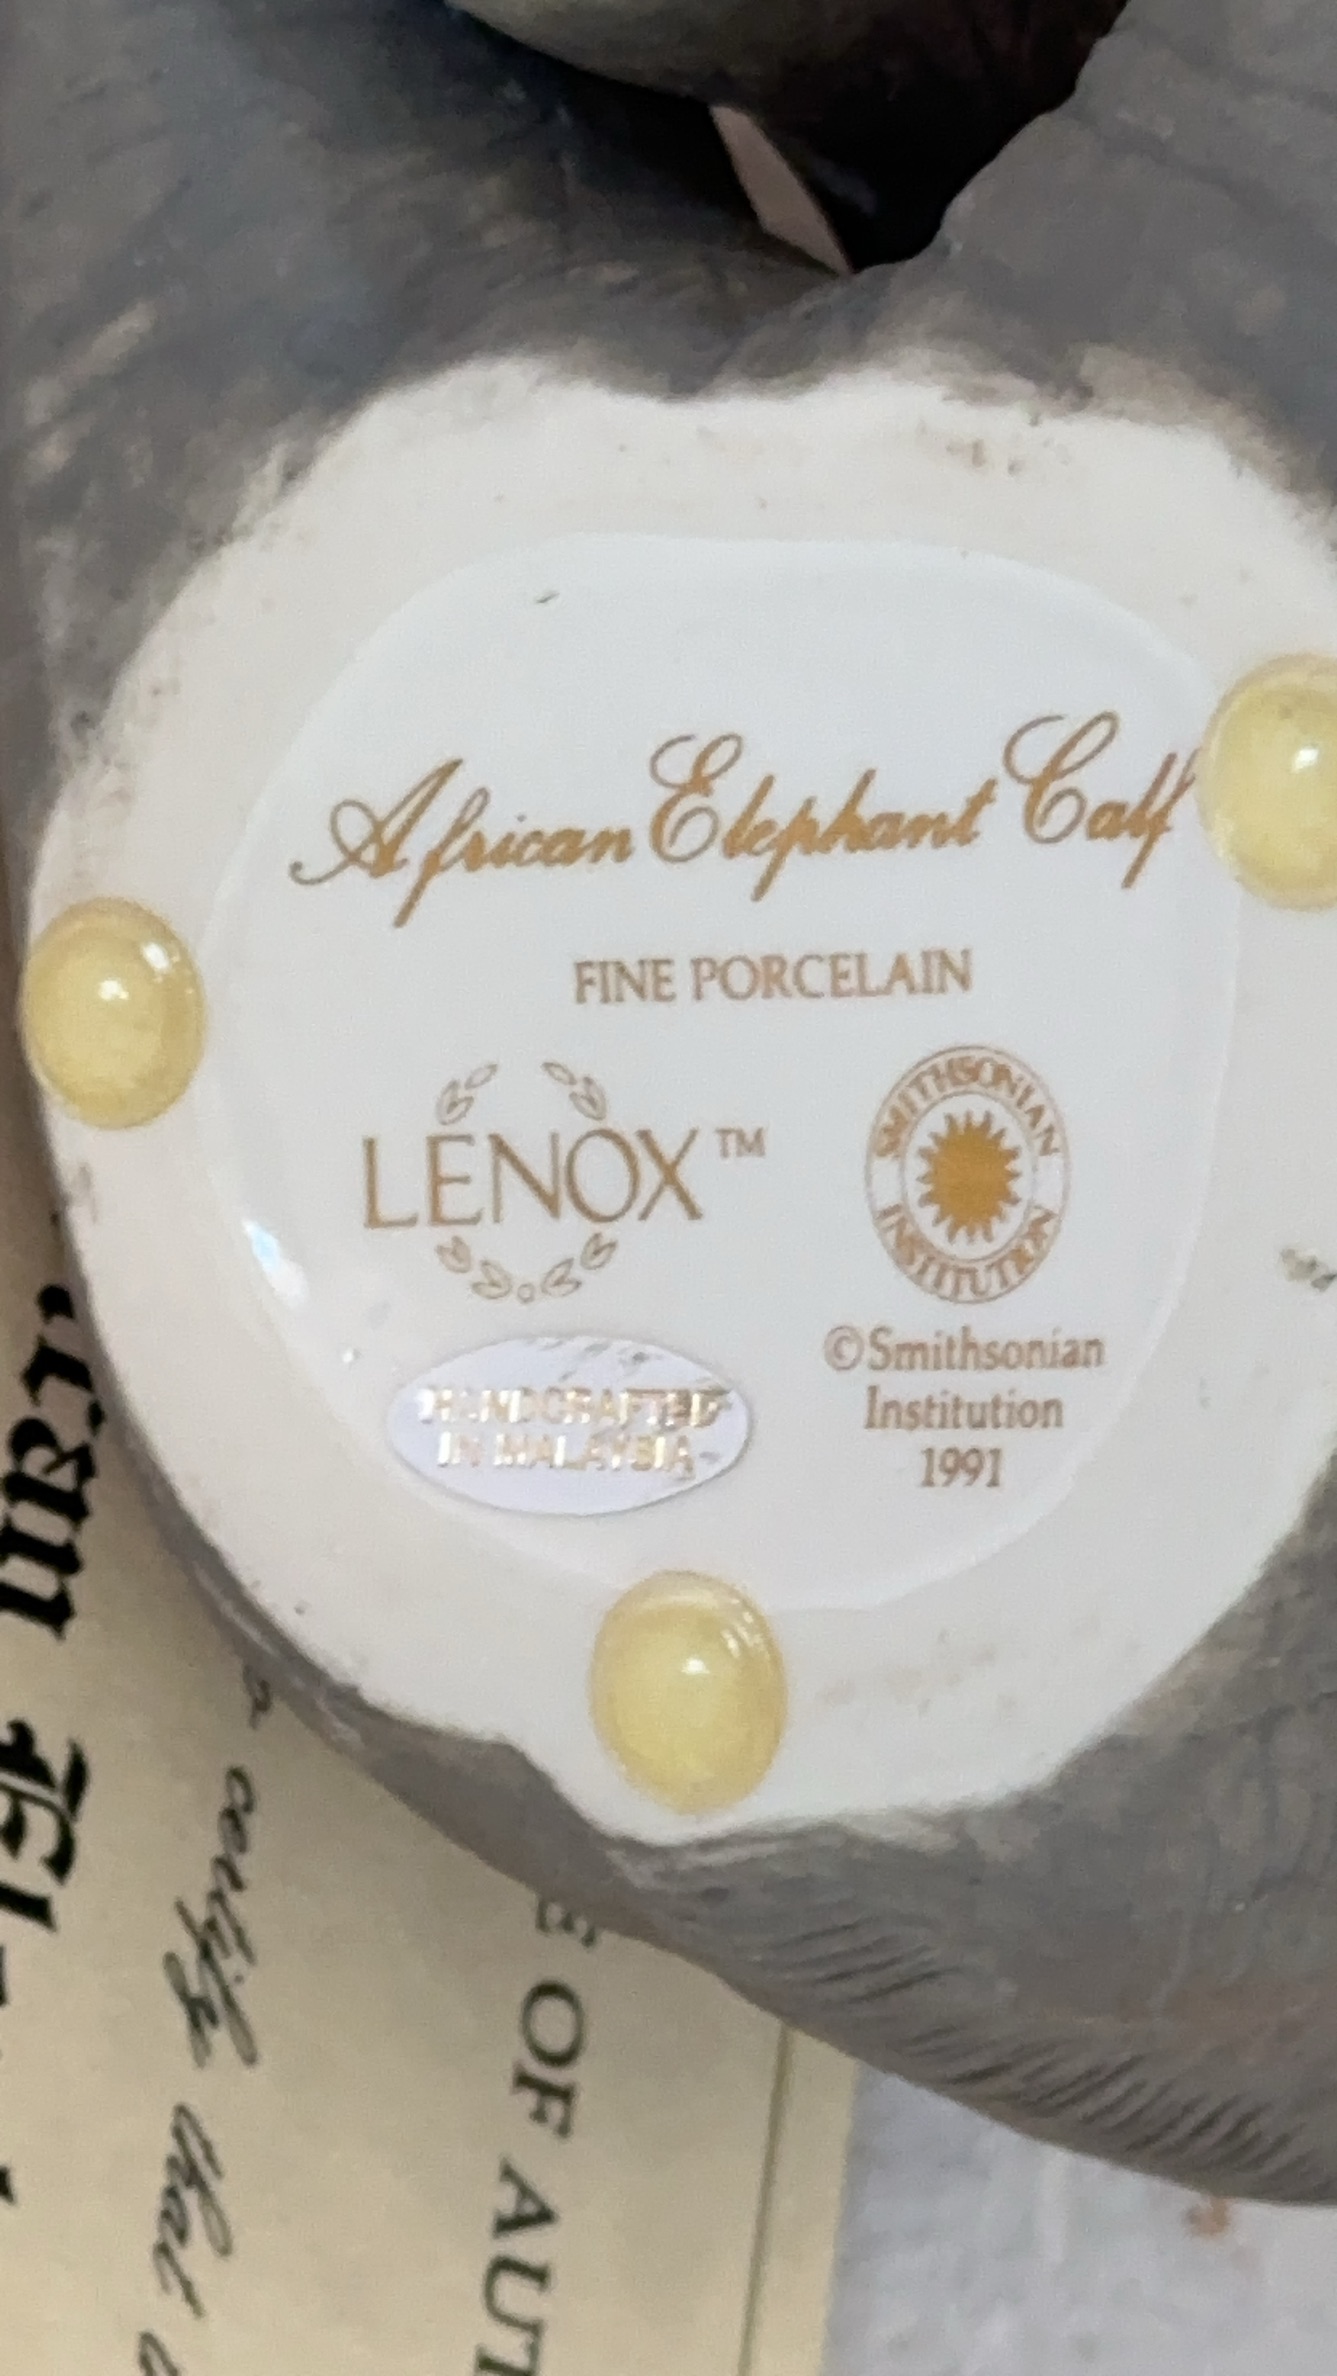 African Elephant Calf
FINE PORCELAIN
LENOX™
SMITHSONIAN
INSTITUTION
©Smithsonian
Institution
1991
HANDCRAFTED
IN MALAYSIA
certify that
E OF AUT